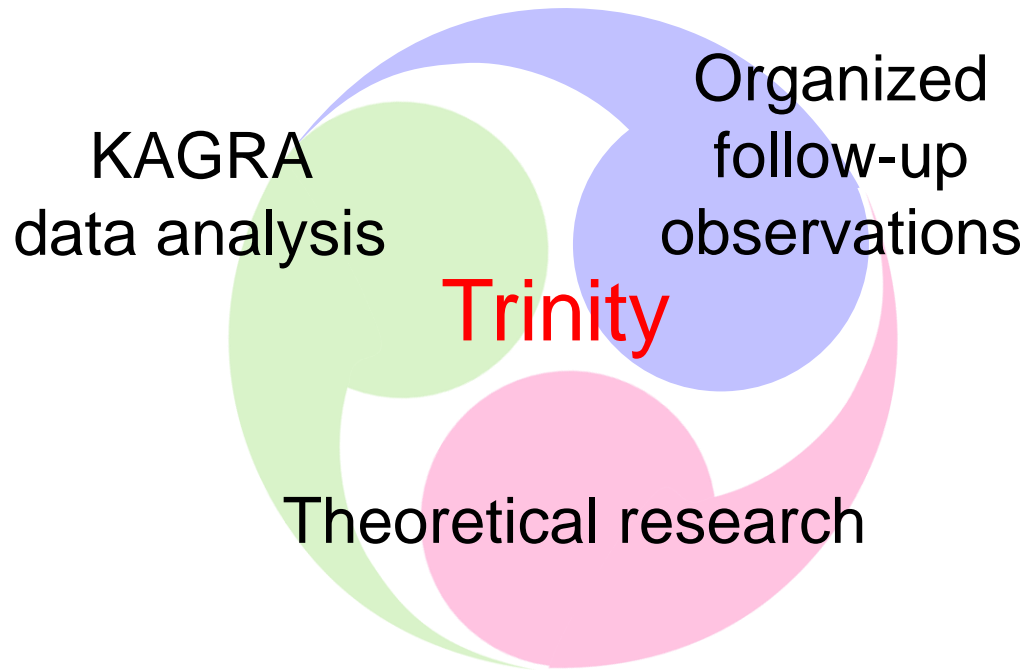 KAGRA
data analysis
Organized
follow-up
observations
Trinity
Theoretical research